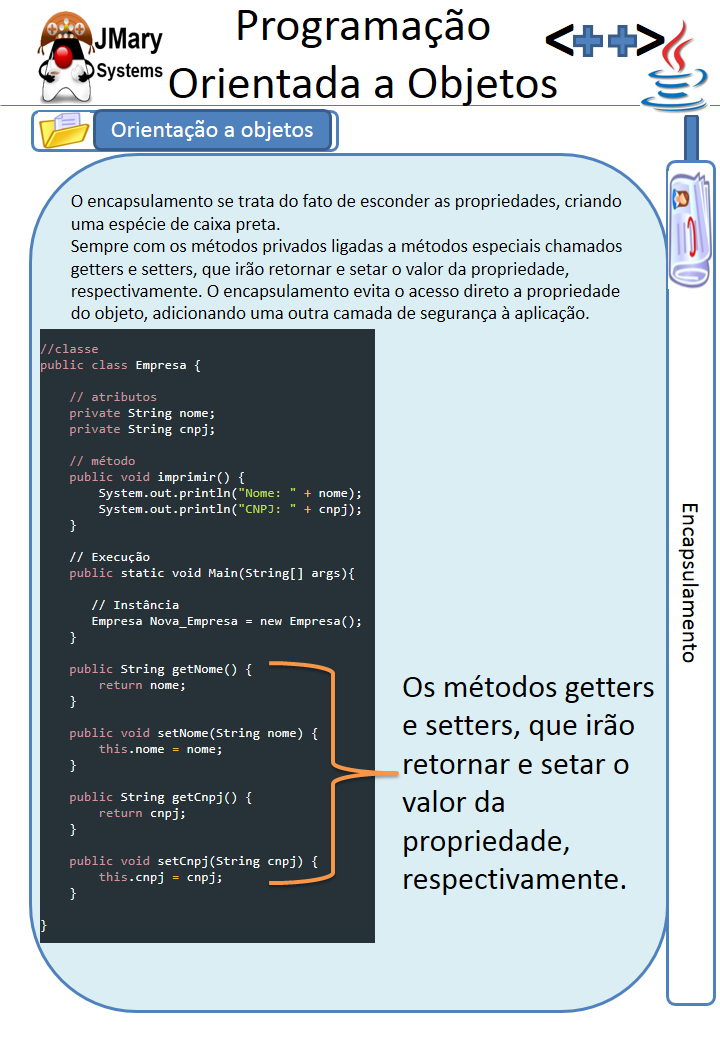 JMary
Systems
Programação
Orientada a Objetos
<++>
Orientação a objetos
O encapsulamento se trata do fato de esconder as propriedades, criando
uma espécie de caixa preta.
Sempre com os métodos privados ligadas a métodos especiais chamados
getters e setters, que irão retornar e setar o valor da propriedade,
respectivamente. O encapsulamento evita o acesso direto a propriedade
do objeto, adicionando uma outra camada de segurança à aplicação.
//classe
public class Empresa {
    // atributos
    private String nome;
    private String cnpj;
    // método
    public void imprimir() {
        System.out.println("Nome: " + nome);
        System.out.println("CNPJ: " + cnpj);
    }
    // Execução
    public static void Main(String[] args){
       // Instância
       Empresa Nova_Empresa = new Empresa();
    }
    public String getNome() {
        return nome;
    }
    public void setNome(String nome) {
        this.nome = nome;
    }
    public String getCnpj() {
        return cnpj;
    }
    public void setCnpj(String cnpj) {
        this.cnpj = cnpj;
    }
}
Os métodos getters
e setters, que irão
retornar e setar o
valor da
propriedade,
respectivamente.
Encapsulamento